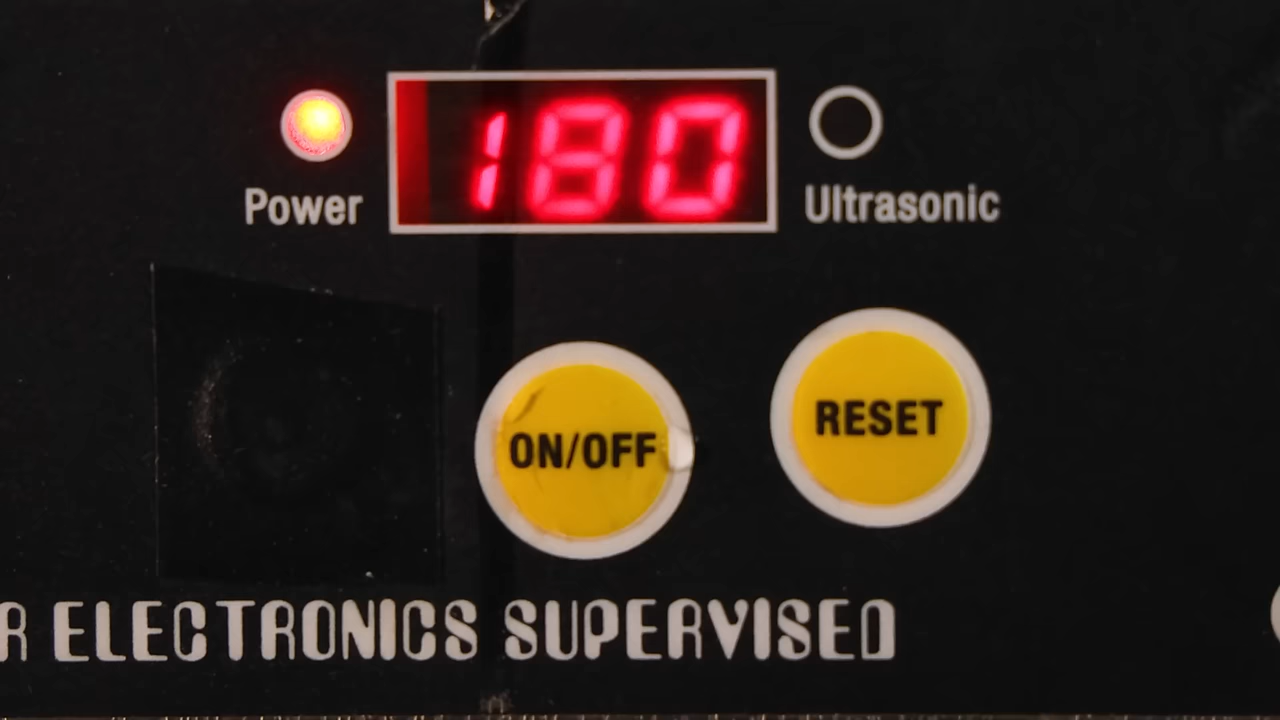 180
Power
Ultrasonic
ON/OFF
RESET
R ELECTRONICS SUPERVISED